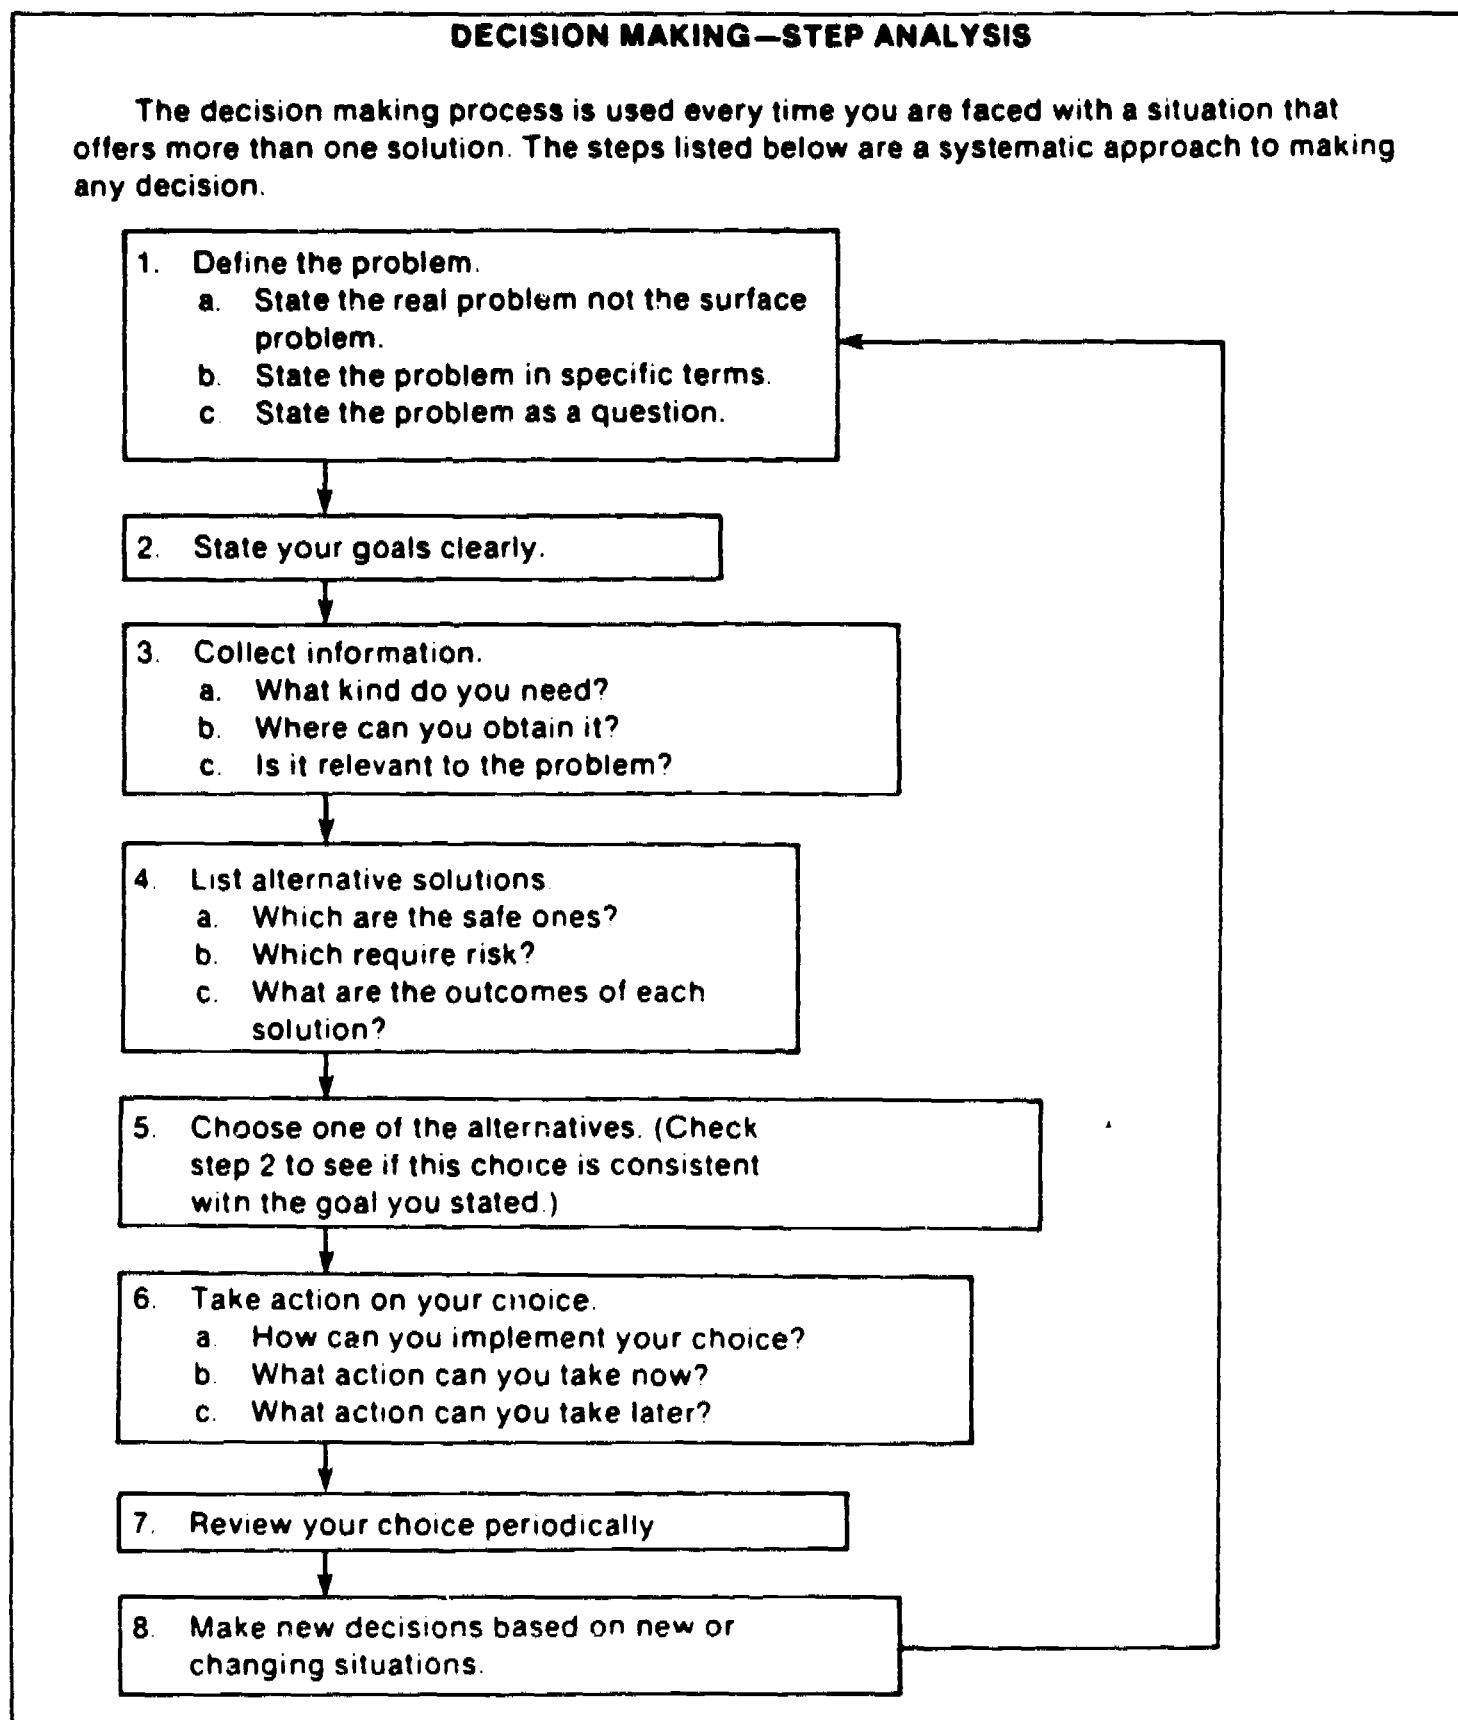 DECISION MAKING—STEP ANALYSIS
The decision making process is used every time you are faced with a situation that
offers more than one solution. The steps listed below are a systematic approach to making
any decision.
1. Define the problem.
a. State the real problem not the surface
problem.
b. State the problem in specific terms.
c. State the problem as a question.
2. State your goals clearly.
3. Collect information.
a. What kind do you need?
b. Where can you obtain it?
c. Is it relevant to the problem?
4. List alternative solutions
a. Which are the safe ones?
b. Which require risk?
c. What are the outcomes of each
solution?
5. Choose one of the alternatives. (Check
step 2 to see if this choice is consistent
with the goal you stated.)
6. Take action on your choice.
a. How can you implement your choice?
b. What action can you take now?
c. What action can you take later?
7. Review your choice periodically
8. Make new decisions based on new or
changing situations.